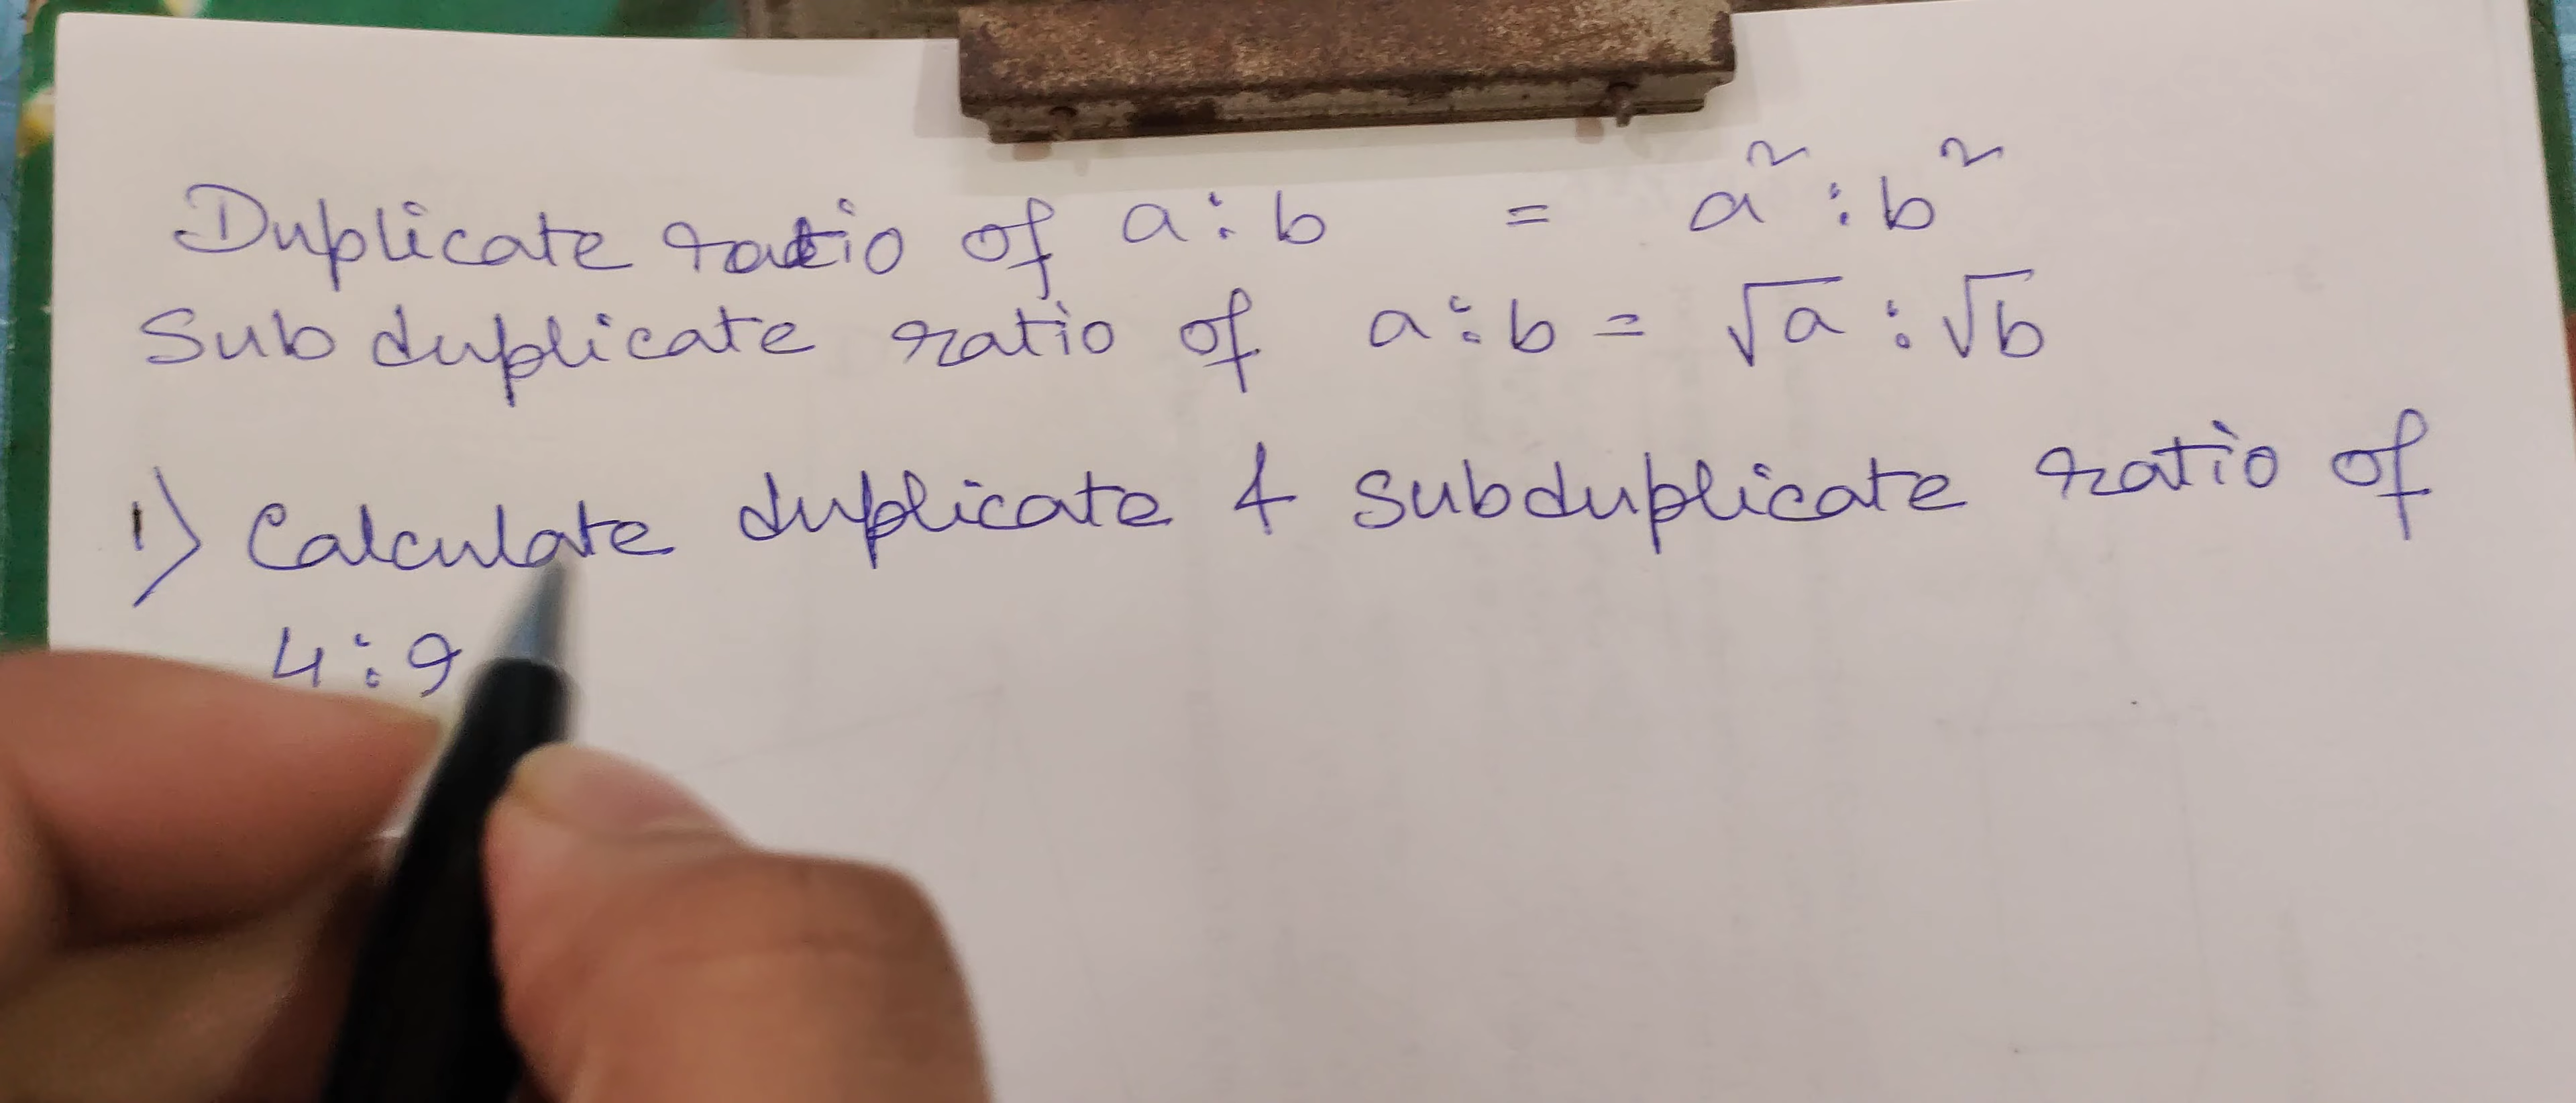 Duplicate ratio of a:b = a²:b²
Sub duplicate ratio of a:b = √a:√b
1) Calculate duplicate & subduplicate ratio of
4:9